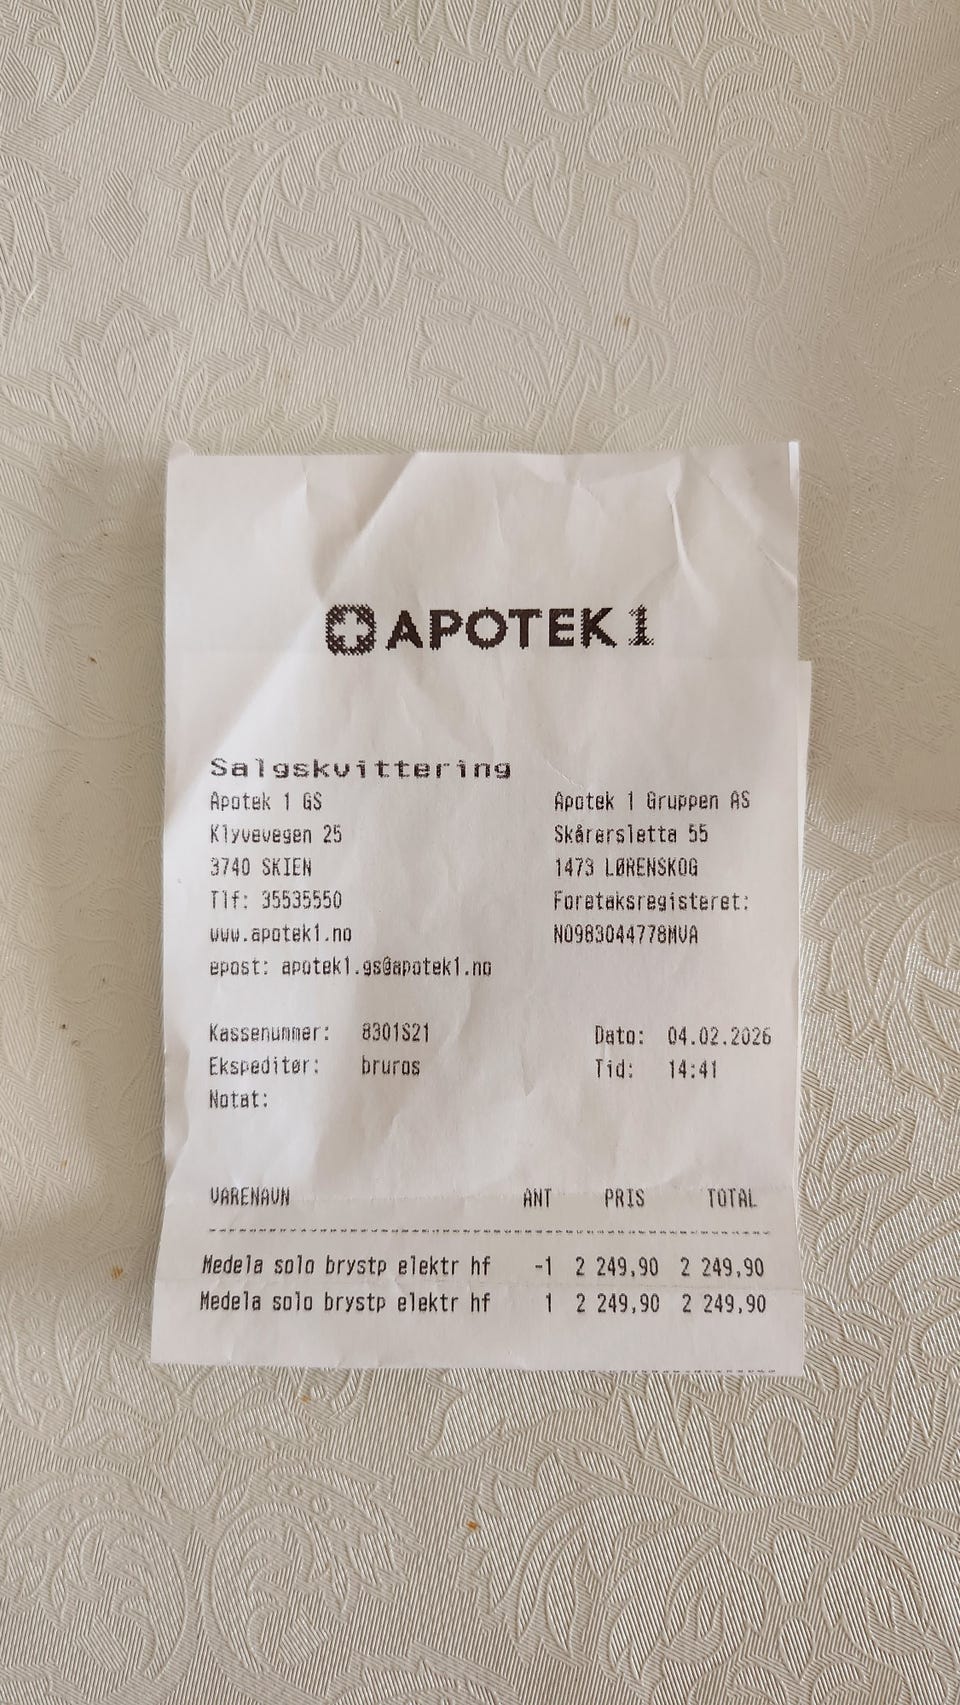 APOTEK 1
Salgskvittering
Apotek 1 GS Apotek 1 Gruppen AS
Klyvevegen 25 Skårersletta 55
3740 SKIEN 1473 LØRENSKOG
Tlf: 35535550 Foretaksregisteret:
www.apotek1.no NO983044778MVA
epost: apotek1.gs@apotek1.no
Kassenummer: 8301S21 Dato: 04.02.2026
Ekspeditør: bruros Tid: 14:41
Notat:
VARENAVN ANT PRIS TOTAL
Medela solo brystp elektr hf -1 2 249,90 2 249,90
Medela solo brystp elektr hf 1 2 249,90 2 249,90